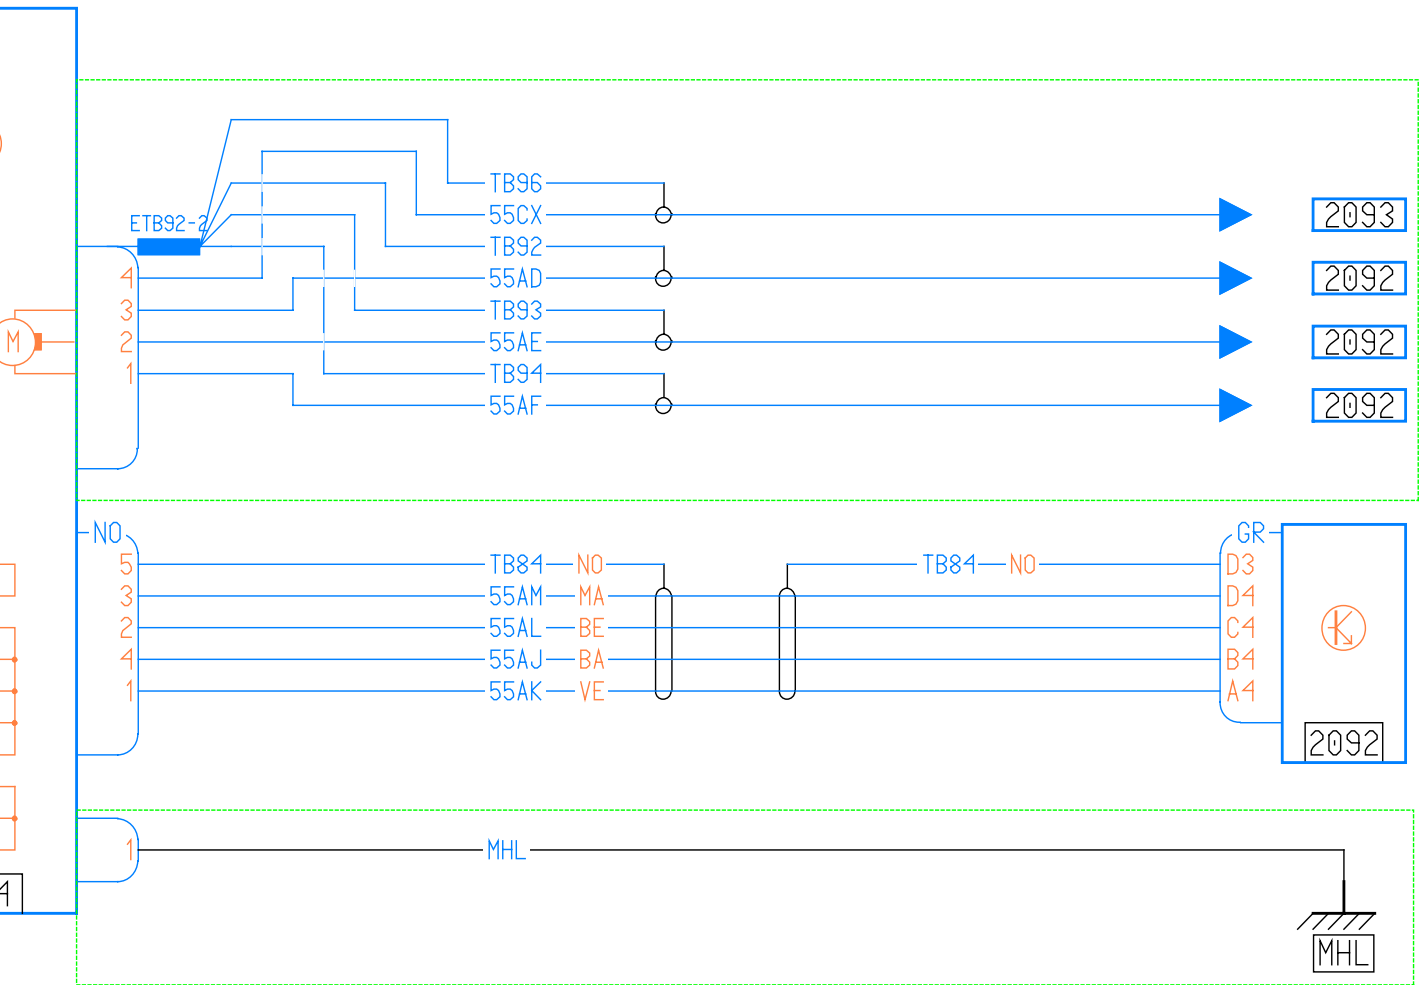 TB96
ETB92-2 55CX 2093
TB92
4 55AD 2092
3 TB93
M 2 55AE 2092
1 TB94
55AF 2092
NO GR
5 TB84 NO TB84 NO D3
3 55AM MA D4
2 55AL BE C4
4 55AJ BA B4
1 55AK VE A4
2092
1 MHL
MHL